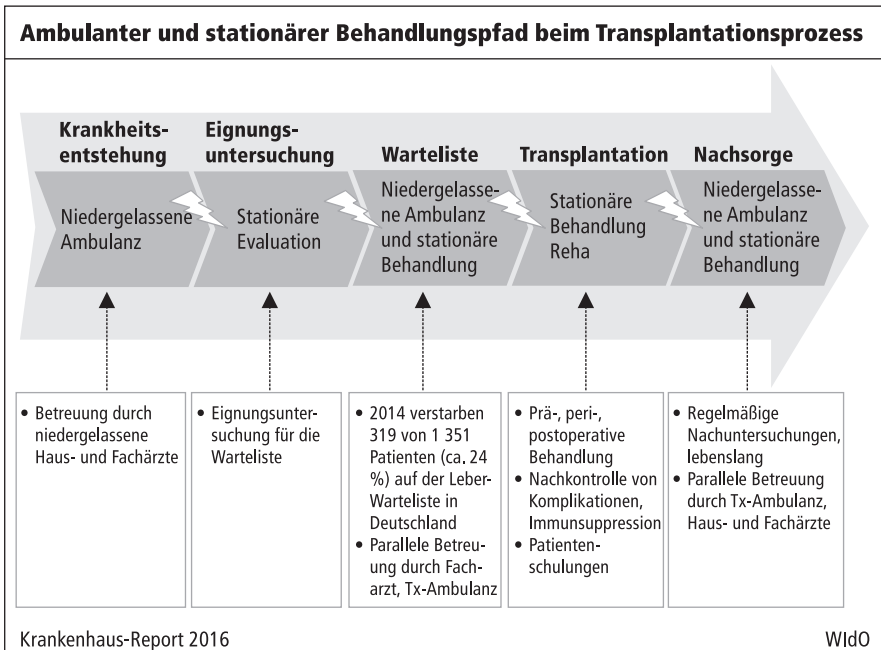 Ambulanter und stationärer Behandlungspfad beim Transplantationsprozess
Krankheits-
entstehung
Niedergelassene
Ambulanz
Eignungs-
untersuchung
Stationäre
Evaluation
Warteliste
Niedergelasse-
ne Ambulanz
und stationäre
Behandlung
Transplantation
Stationäre
Behandlung
Reha
Nachsorge
Niedergelasse-
ne Ambulanz
und stationäre
Behandlung
• Betreuung durch
niedergelassene
Haus- und Fachärzte
• Eignungsunter-
suchung für die
Warteliste
• 2014 verstarben
319 von 1 351
Patienten (ca. 24
%) auf der Leber-
Warteliste in
Deutschland
• Parallele Betreu-
ung durch Fach-
arzt, Tx-Ambulanz
• Prä-, peri-,
postoperative
Behandlung
• Nachkontrolle von
Komplikationen,
Immunsuppression
• Patienten-
schulungen
• Regelmäßige
Nachuntersuchungen,
lebenslang
• Parallele Betreuung
durch Tx-Ambulanz,
Haus- und Fachärzte
Krankenhaus-Report 2016
WIdO